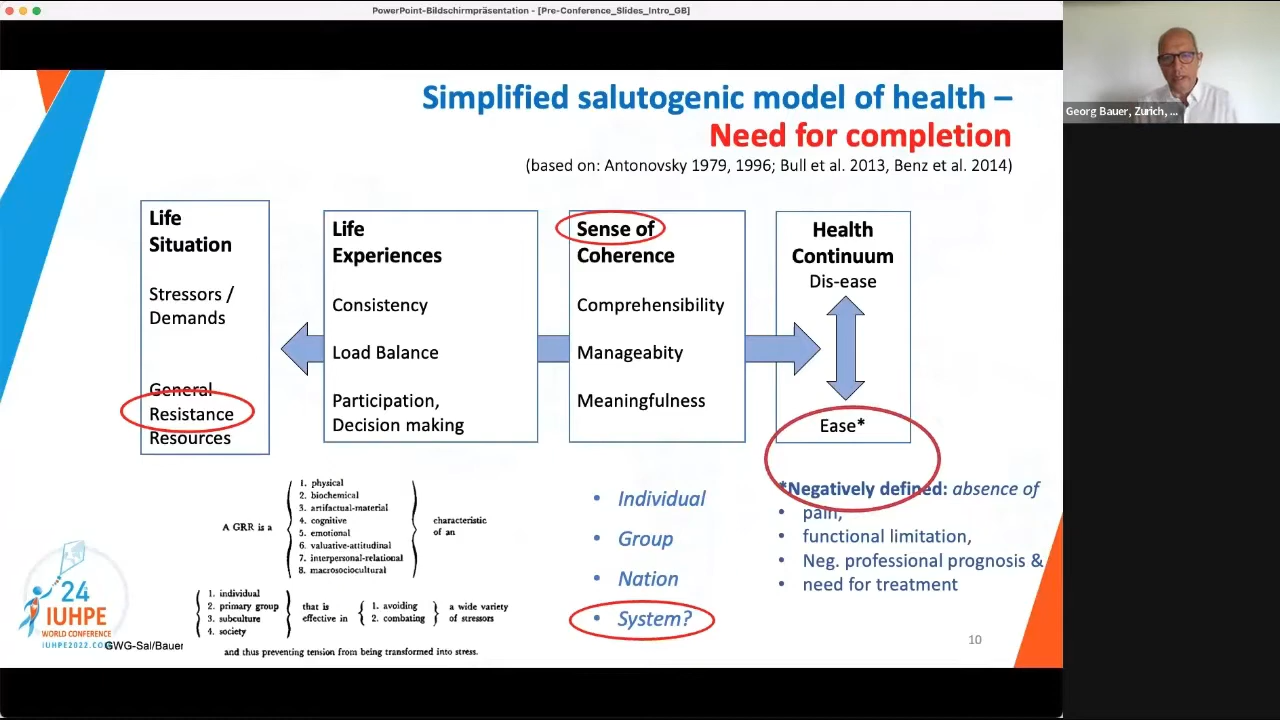 PowerPoint-Bildschirmpräsentation - [Pre-Conference_Slides_Intro_GB]
Georg Bauer, Zurich, ...
Simplified salutogenic model of health –
Need for completion
(based on: Antonovsky 1979, 1996; Bull et al. 2013, Benz et al. 2014)
Life
Situation
Stressors /
Demands
General
Resistance
Resources
Life
Experiences
Consistency
Load Balance
Participation,
Decision making
Sense of
Coherence
Comprehensibility
Manageabity
Meaningfulness
Health
Continuum
Dis-ease
Ease*
A GRR is a
1. physical
2. biochemical
3. artifactual-material
4. cognitive
5. emotional
6. valuative-attitudinal
7. interpersonal-relational
8. macrosociocultural
characteristic
of an
1. individual
2. primary group
3. subculture
4. society
that is
effective in
1. avoiding
2. combating
a wide variety
of stressors
and thus preventing tension from being transformed into stress.
• Individual
• Group
• Nation
• System?
*Negatively defined: absence of
• pain,
• functional limitation,
• Neg. professional prognosis &
• need for treatment
24
IUHPE
WORLD CONFERENCE
IUHPE2022.CO
GWG-Sal/Bauer
10